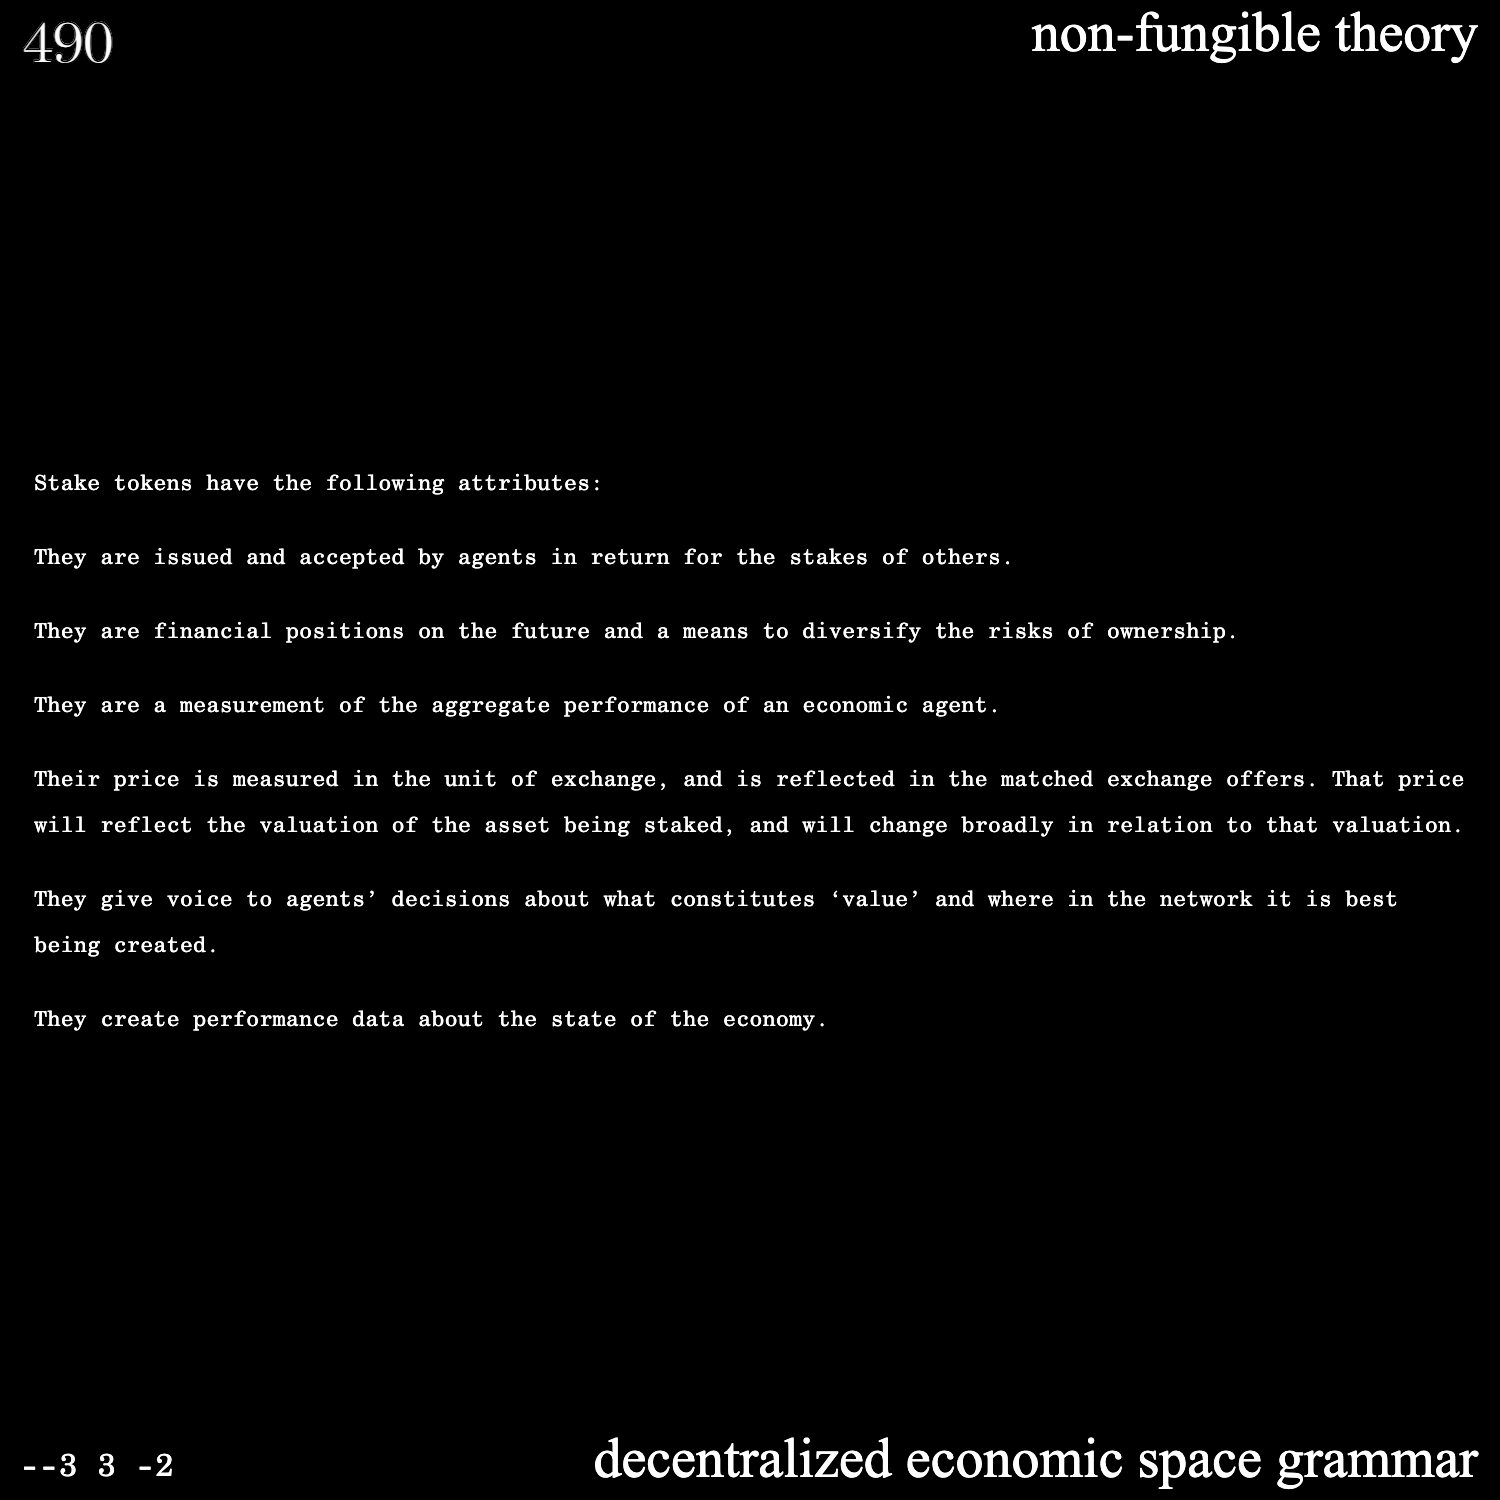 490
non-fungible theory
Stake tokens have the following attributes:
They are issued and accepted by agents in return for the stakes of others.
They are financial positions on the future and a means to diversify the risks of ownership.
They are a measurement of the aggregate performance of an economic agent.
Their price is measured in the unit of exchange, and is reflected in the matched exchange offers. That price
will reflect the valuation of the asset being staked, and will change broadly in relation to that valuation.
They give voice to agents’ decisions about what constitutes ‘value’ and where in the network it is best
being created.
They create performance data about the state of the economy.
--3 3 -2
decentralized economic space grammar